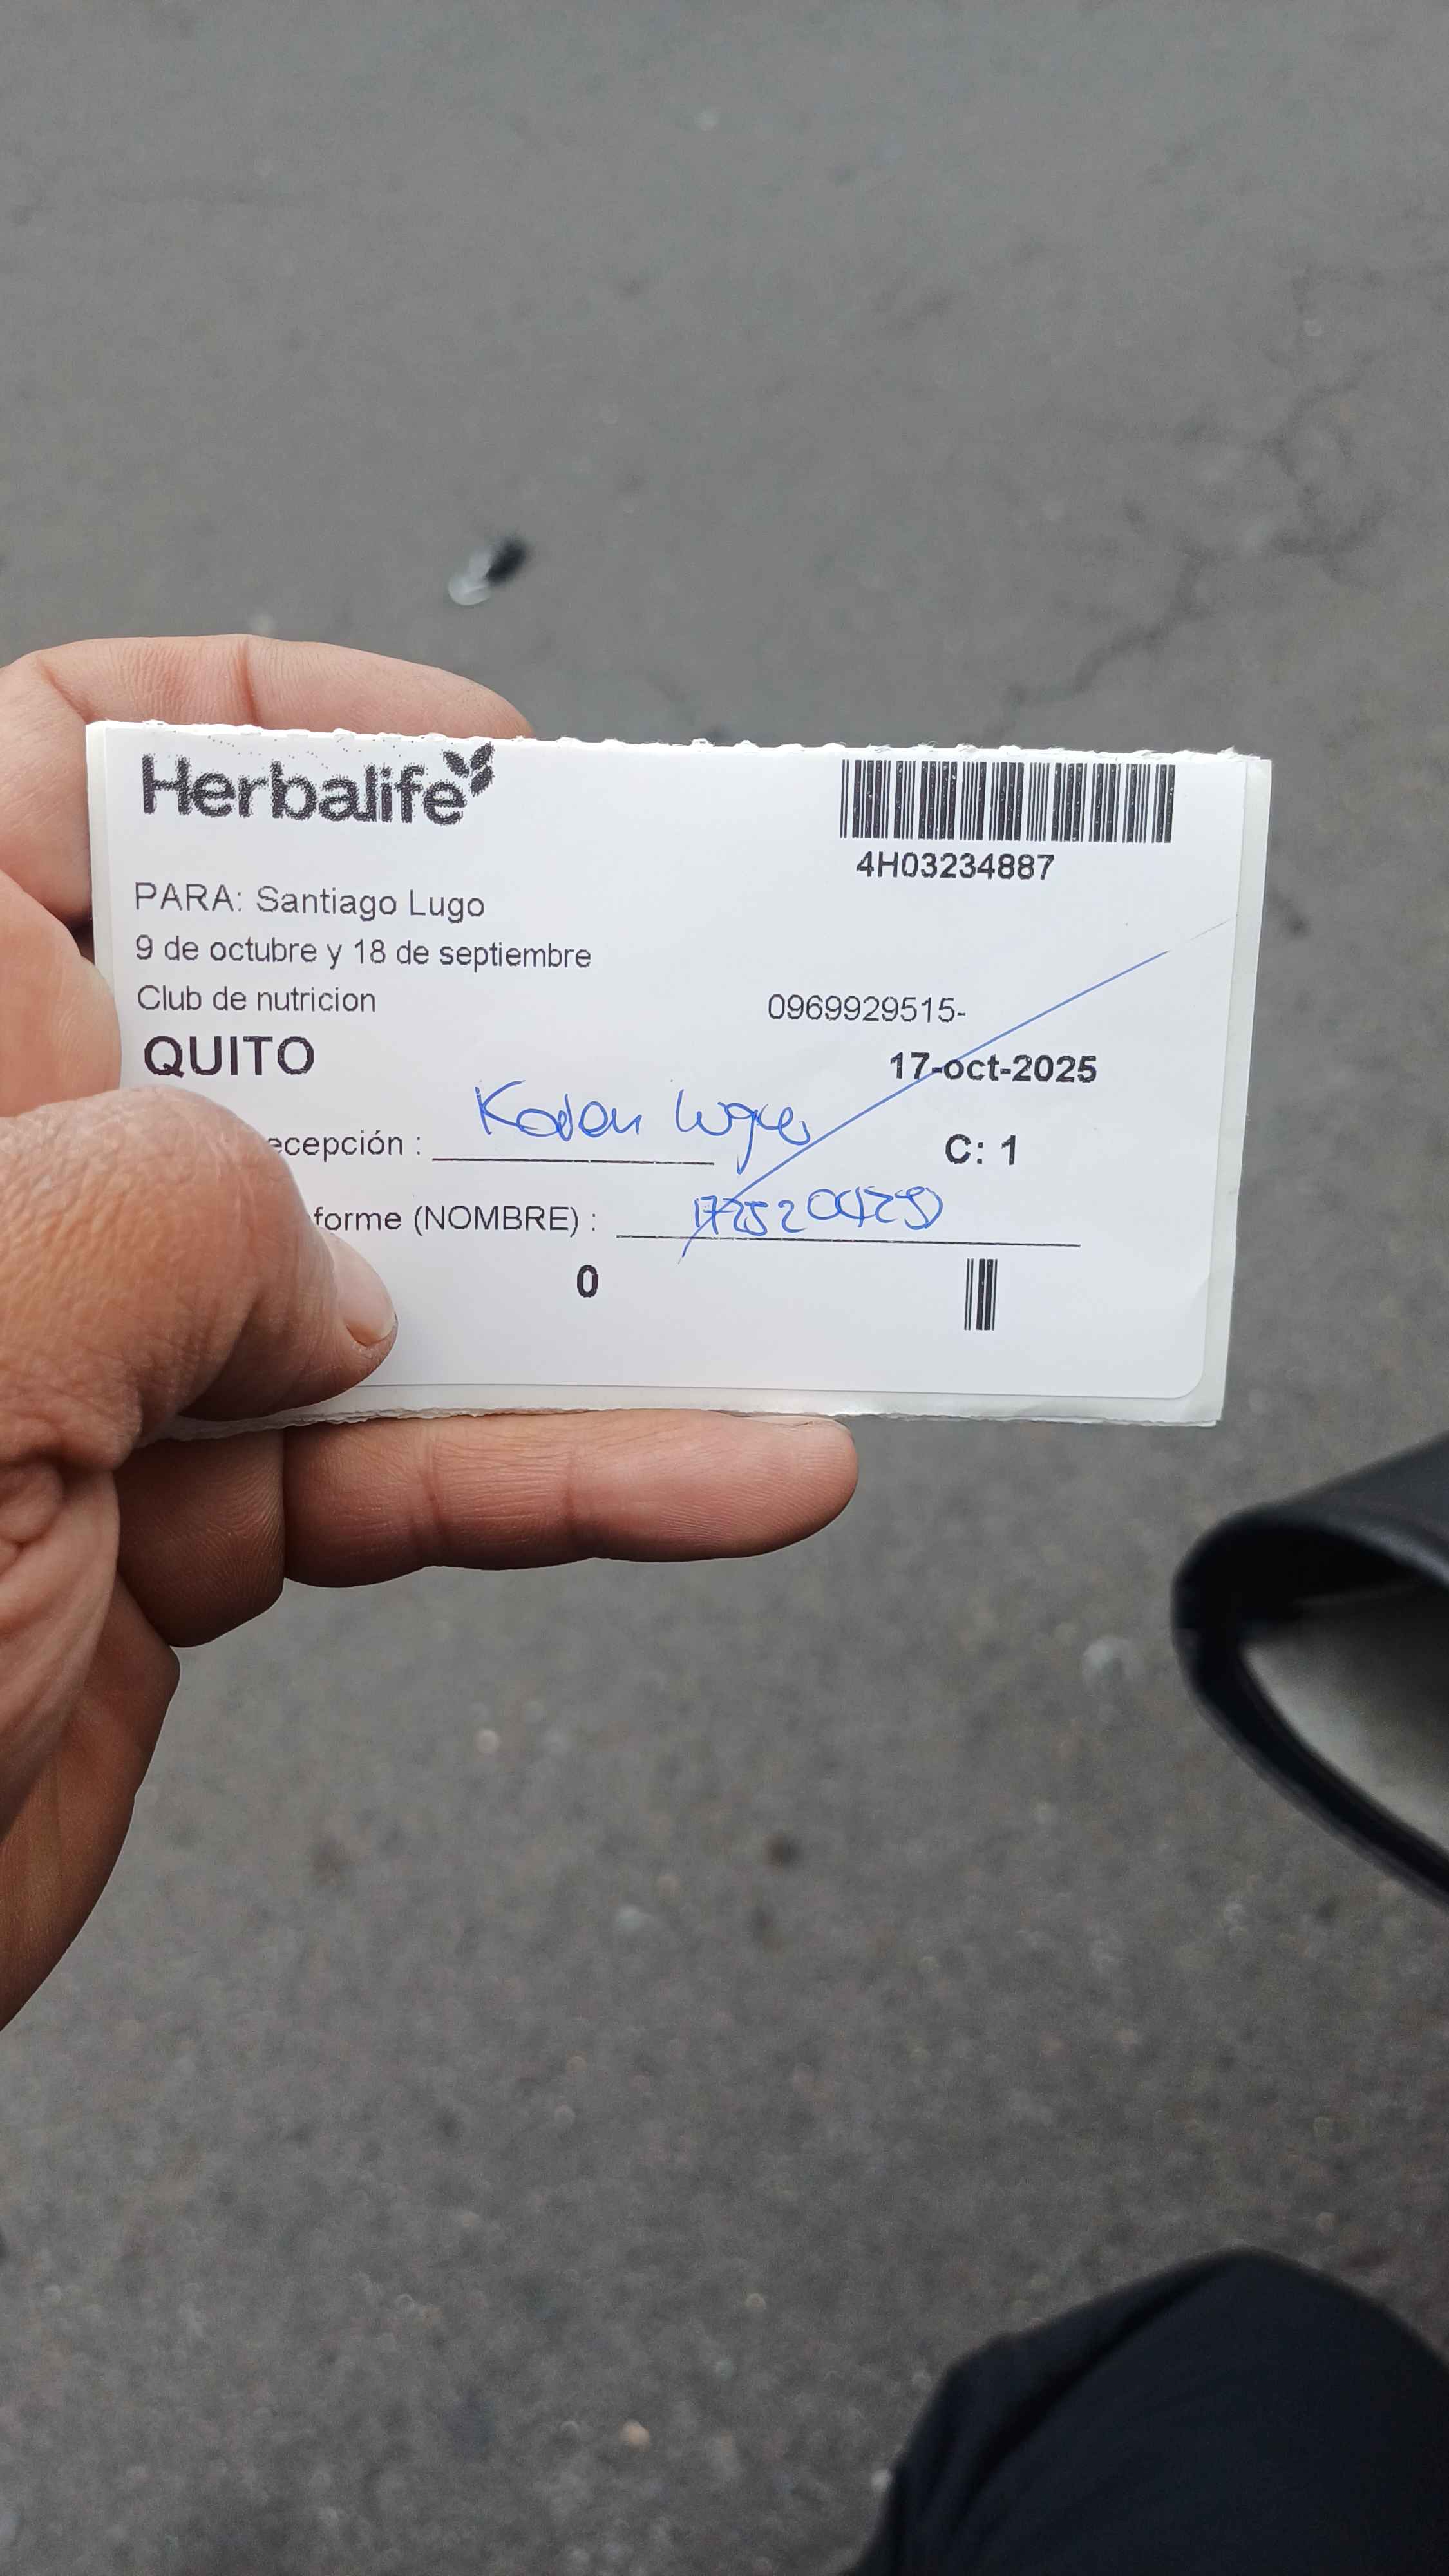 Herbalife
4H03234887
PARA: Santiago Lugo
9 de octubre y 18 de septiembre
Club de nutricion
0969929515-
QUITO
17-oct-2025
ecepción :
C: 1
forme (NOMBRE) :
0